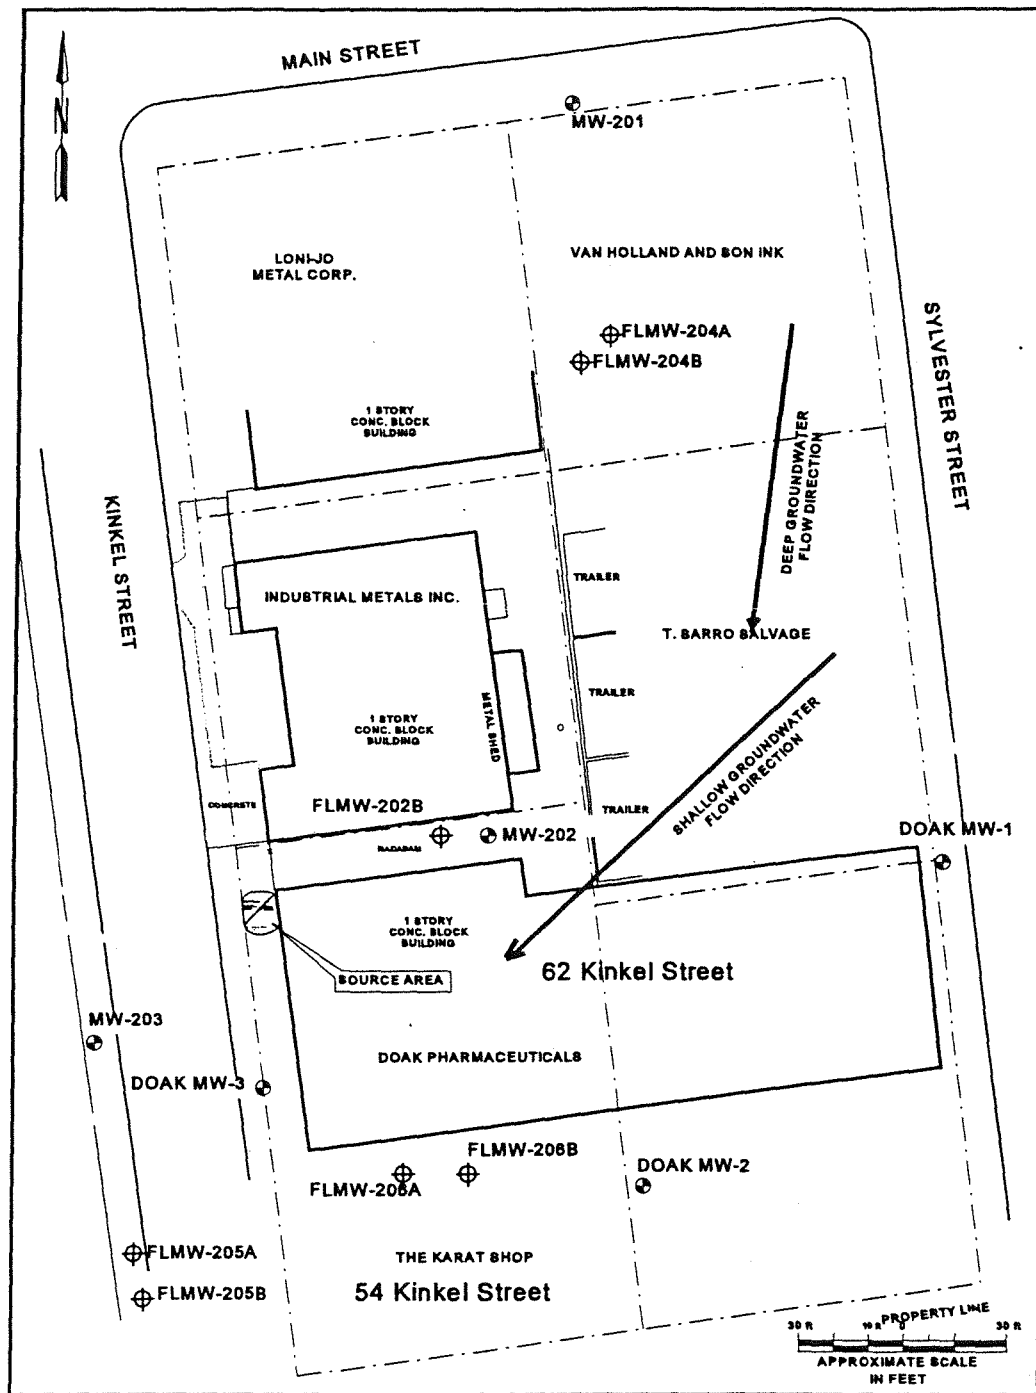 MAIN STREET
N
MW-201
LONI-JO
METAL CORP.
VAN HOLLAND AND SON INK
SYLVESTER STREET
FLMW-204A
FLMW-204B
1 STORY
CONC. BLOCK
BUILDING
DEEP GROUNDWATER
FLOW DIRECTION
KINKEL STREET
TRAILER
INDUSTRIAL METALS INC.
T. BARRO SALVAGE
TRAILER
METAL SHED
1 STORY
CONC. BLOCK
BUILDING
SHALLOW GROUNDWATER
FLOW DIRECTION
CONCRETE
FLMW-202B
TRAILER
MW-202
DOAK MW-1
1 STORY
CONC. BLOCK
BUILDING
62 Kinkel Street
SOURCE AREA
MW-203
DOAK PHARMACEUTICALS
DOAK MW-3
FLMW-206B
DOAK MW-2
FLMW-206A
FLMW-205A
THE KARAT SHOP
54 Kinkel Street
FLMW-205B
PROPERTY LINE
30 ft 0 30 ft
APPROXIMATE SCALE
IN FEET